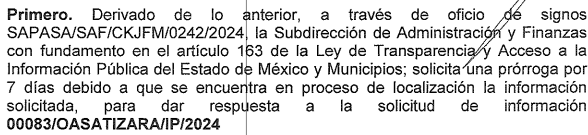 Primero. Derivado de lo anterior, a través de oficio de signos
SAPASA/SAF/CKJFM/0242/2024, la Subdirección de Administración y Finanzas
con fundamento en el artículo 163 de la Ley de Transparencia y Acceso a la
Información Pública del Estado de México y Municipios; solicita una prórroga por
7 días debido a que se encuentra en proceso de localización la información
solicitada, para dar respuesta a la solicitud de información
00083/OASATIZARA/IP/2024